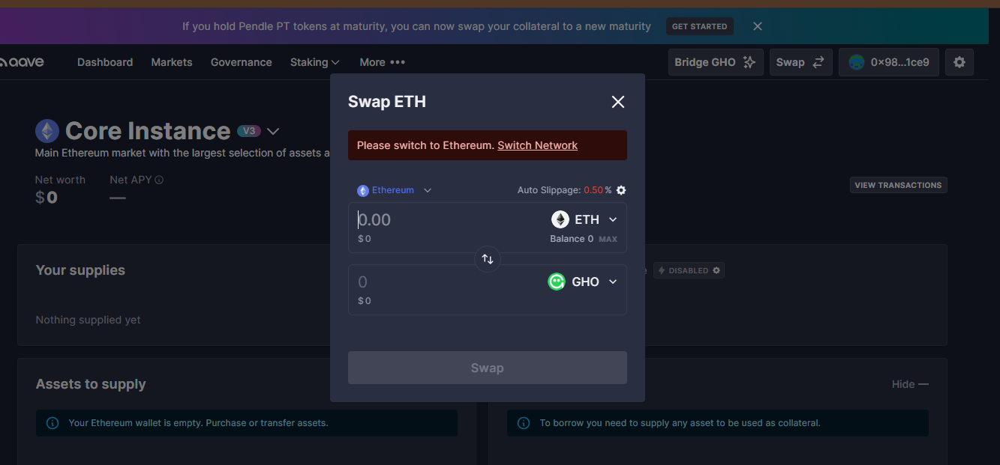 If you hold Pendle PT tokens at maturity, you can now swap your collateral to a new maturity GET STARTED
aave Dashboard Markets Governance Staking More Bridge GHO Swap 0×98...1ce9
Swap ETH
Core Instance V3
Please switch to Ethereum. Switch Network
Main Ethereum market with the largest selection of assets a
Net worth Net APY
$0 —
VIEW TRANSACTIONS
Ethereum Auto Slippage: 0.50 %
0.00 ETH
$ 0 Balance 0 MAX
Your supplies
DISABLED
0 GHO
$ 0
Nothing supplied yet
Swap
Assets to supply
Hide —
Your Ethereum wallet is empty. Purchase or transfer assets.
To borrow you need to supply any asset to be used as collateral.